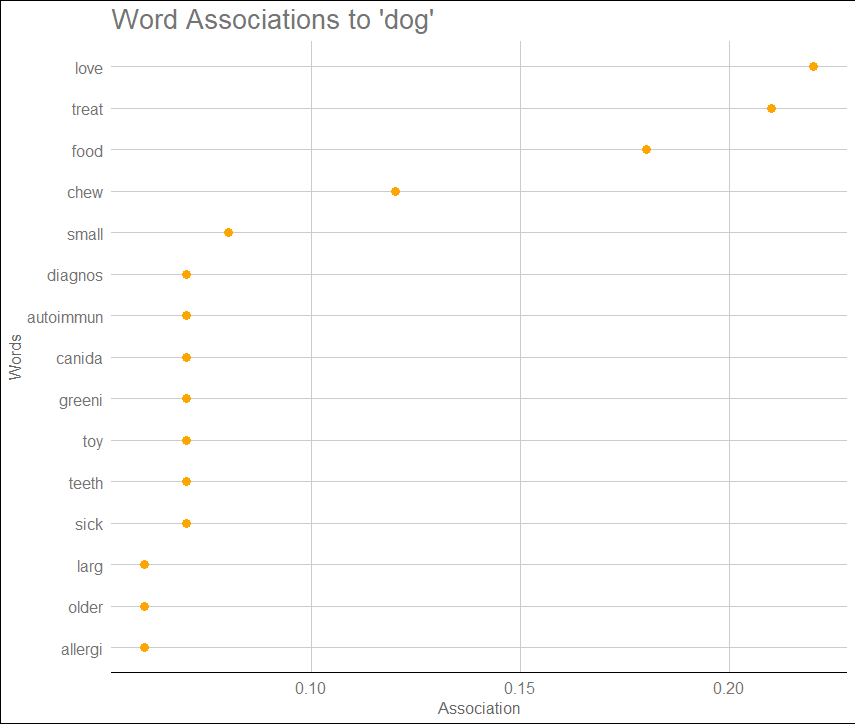 Word Associations to 'dog'
love
treat
food
chew
small
diagnos
autoimmun
canida
greeni
toy
teeth
sick
larg
older
allergi
Words
0.10 0.15 0.20
Association